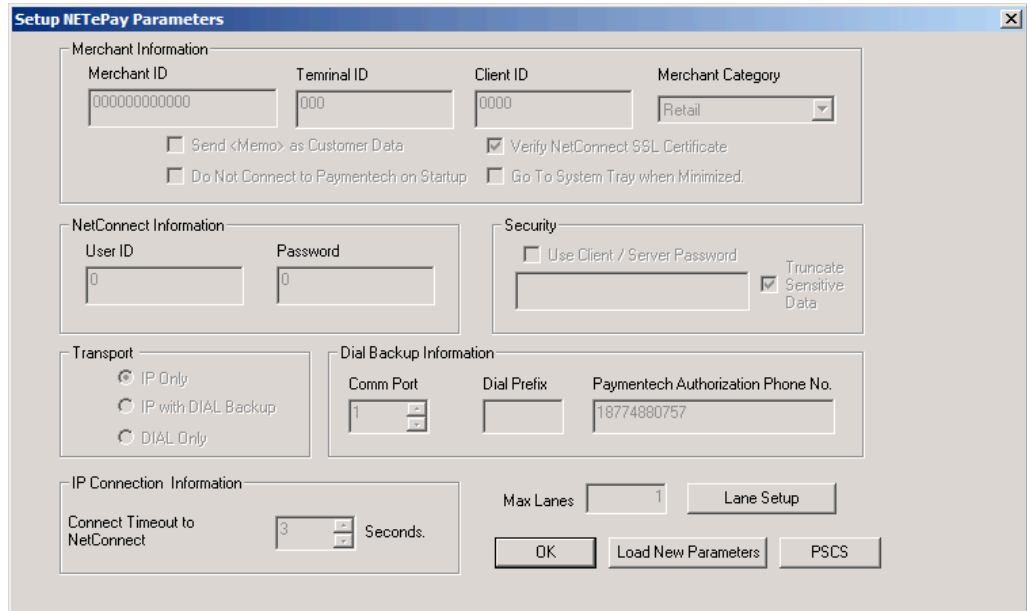 Setup NETePay Parameters
Merchant Information
Merchant ID
Temrinal ID
Client ID
Merchant Category
000000000000
000
0000
Retail
Send <Memo> as Customer Data
Verify NetConnect SSL Certificate
Do Not Connect to Paymentech on Startup
Go To System Tray when Minimized.
NetConnect Information
User ID
Password
0
0
Security
Use Client / Server Password
Truncate
Sensitive
Data
Transport
IP Only
IP with DIAL Backup
DIAL Only
Dial Backup Information
Comm Port
Dial Prefix
Paymentech Authorization Phone No.
1
18774880757
IP Connection Information
Connect Timeout to
NetConnect
3
Seconds.
Max Lanes
1
Lane Setup
OK
Load New Parameters
PSCS